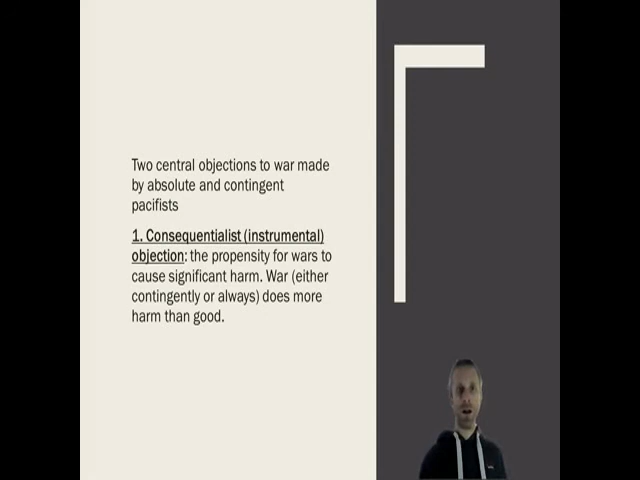 Two central objections to war made
by absolute and contingent
pacifists
1. Consequentialist (instrumental)
objection: the propensity for wars to
cause significant harm. War (either
contingently or always) does more
harm than good.